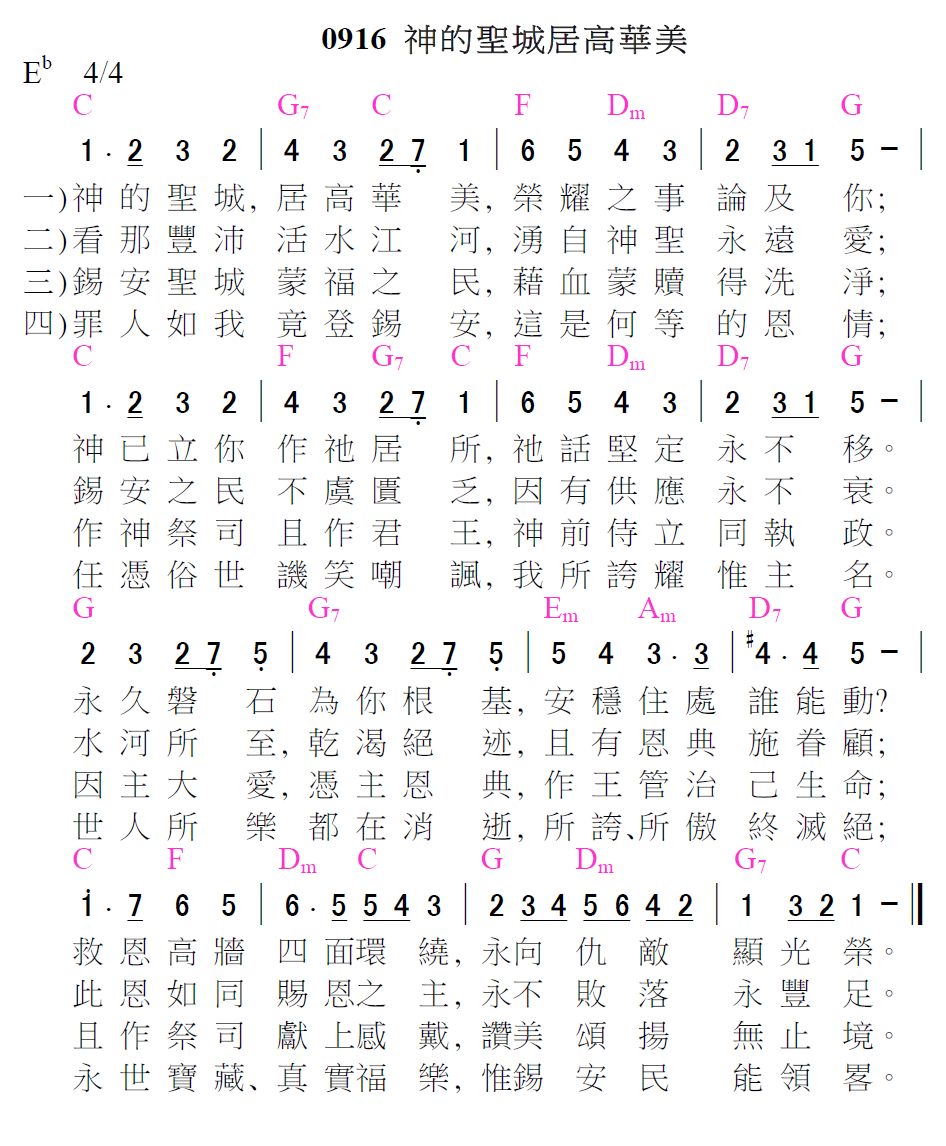 0916 神的聖城居高華美
E♭ 4/4
C G7 C F Dm D7 G
1 · 2 3 2 | 4 3 2 7̣ 1 | 6 5 4 3 | 2 3 1 5 – |
一)神的聖城, 居高華美, 榮耀之事論及你;
二)看那豐沛活水江河, 湧自神聖永遠愛;
三)錫安聖城蒙福之民, 藉血蒙贖得洗淨;
四)罪人如我竟登錫安, 這是何等的恩情;
C F G7 C F Dm D7 G
1 · 2 3 2 | 4 3 2 7̣ 1 | 6 5 4 3 | 2 3 1 5 – |
神已立你作祂居所, 祂話堅定永不移。
錫安之民不虞匱乏, 因有供應永不衰。
作神祭司且作君王, 神前侍立同執政。
任憑俗世譏笑嘲諷, 我所誇耀惟主名。
G G7 Em Am D7 G
2 3 2 7̣ 5̣ | 4 3 2 7̣ 5̣ | 5 4 3 · 3 | #4 · 4 5 – |
永久磐石為你根基, 安穩住處誰能動?
水河所至, 乾渴絕迹, 且有恩典施眷顧;
因主大愛, 憑主恩典, 作王管治己生命;
世人所樂都在消逝, 所誇、所傲終滅絕;
C F Dm C G Dm G7 C
1̇ · 7 6 5 | 6 · 5 5 4 3 | 2 3 4 5 6 4 2 | 1 3 2 1 – ‖
救恩高牆四面環繞, 永向仇敵顯光榮。
此恩如同賜恩之主, 永不敗落永豐足。
且作祭司獻上感戴, 讚美頌揚無止境。
永世寶藏、真實福樂, 惟錫安民能領畧。